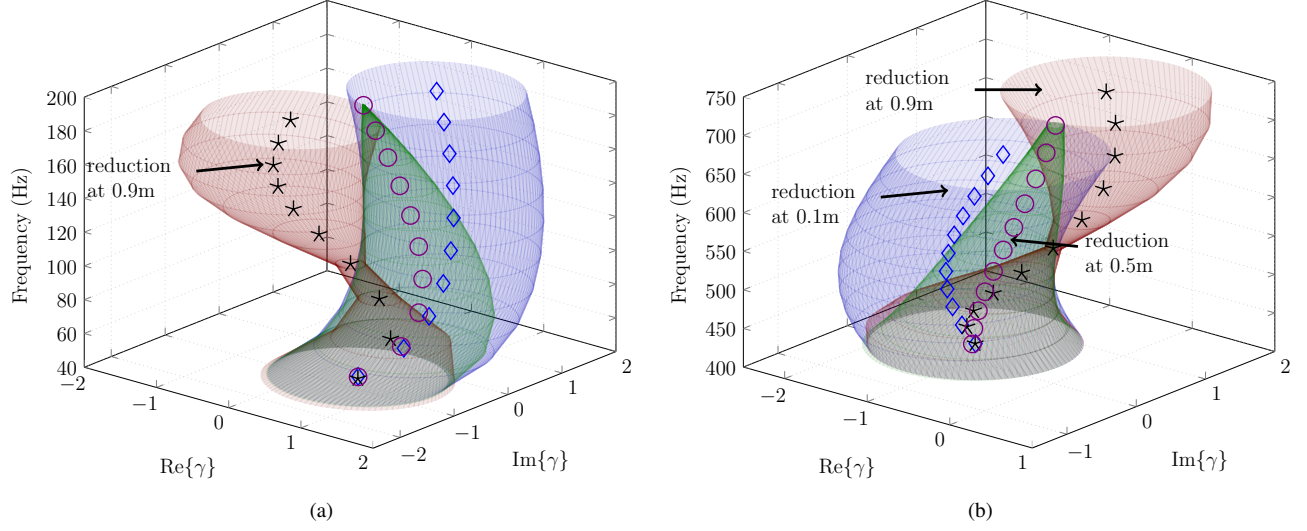 200
180
160
140
120
100
80
60
40
Frequency (Hz)
reduction
at 0.9m
−2
−1
0
1
2
Re{γ}
−2
−1
0
1
2
Im{γ}
(a)
750
700
650
600
550
500
450
400
Frequency (Hz)
reduction
at 0.9m
reduction
at 0.1m
reduction
at 0.5m
−2
−1
0
1
Re{γ}
−1
0
1
2
Im{γ}
(b)